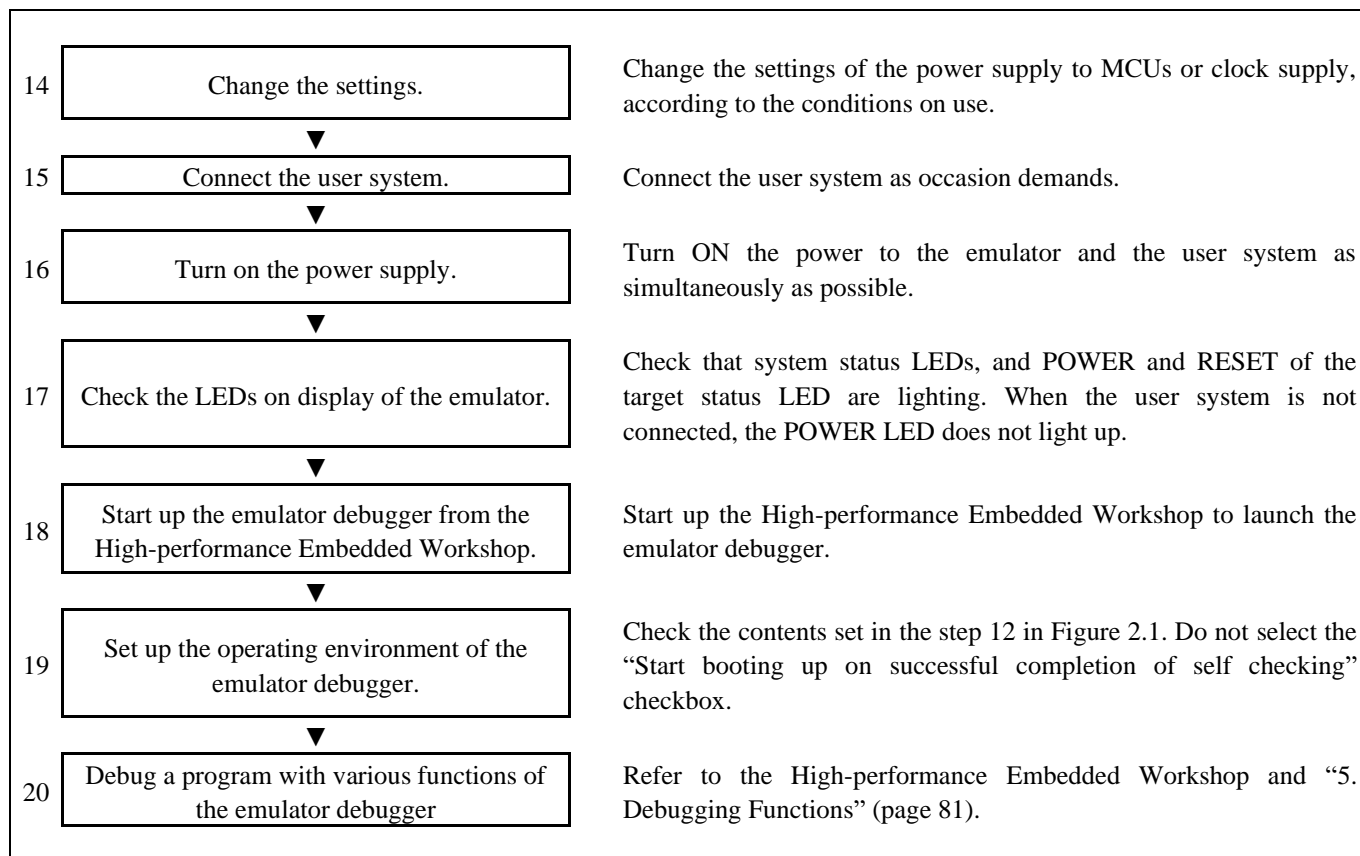 14
Change the settings.
Change the settings of the power supply to MCUs or clock supply,
according to the conditions on use.
▼
15
Connect the user system.
Connect the user system as occasion demands.
▼
16
Turn on the power supply.
Turn ON the power to the emulator and the user system as
simultaneously as possible.
▼
17
Check the LEDs on display of the emulator.
Check that system status LEDs, and POWER and RESET of the
target status LED are lighting. When the user system is not
connected, the POWER LED does not light up.
▼
18
Start up the emulator debugger from the
High-performance Embedded Workshop.
Start up the High-performance Embedded Workshop to launch the
emulator debugger.
▼
19
Set up the operating environment of the
emulator debugger.
Check the contents set in the step 12 in Figure 2.1. Do not select the
“Start booting up on successful completion of self checking”
checkbox.
▼
20
Debug a program with various functions of
the emulator debugger
Refer to the High-performance Embedded Workshop and “5.
Debugging Functions” (page 81).